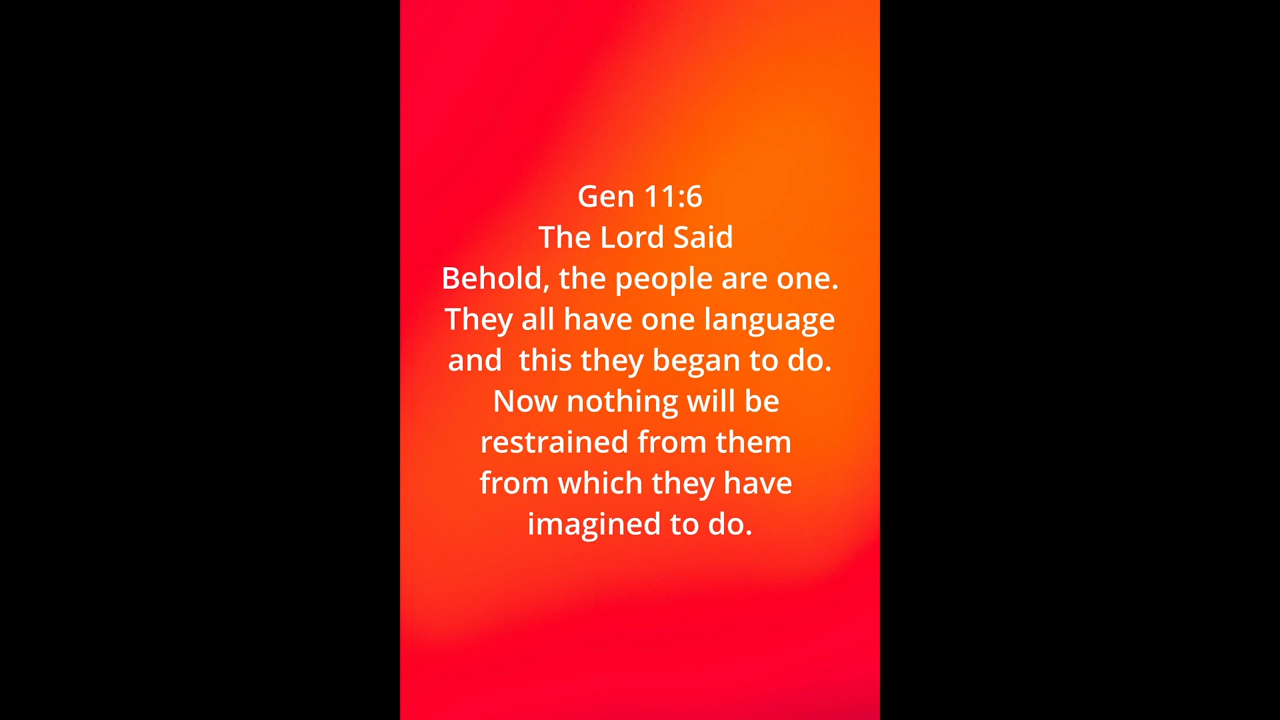 Gen 11:6
The Lord Said
Behold, the people are one.
They all have one language
and  this they began to do.
Now nothing will be
restrained from them
from which they have
imagined to do.